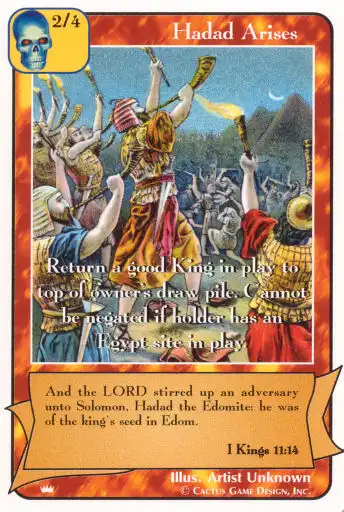 2/4
Hadad Arises
Return a good King in play to
top of owner's draw pile. Cannot
be negated if holder has an
Egypt site in play.
And the LORD stirred up an adversary
unto Solomon, Hadad the Edomite: he was
of the king's seed in Edom.
I Kings 11:14
Illus. Artist Unknown
© Cactus Game Design, Inc.